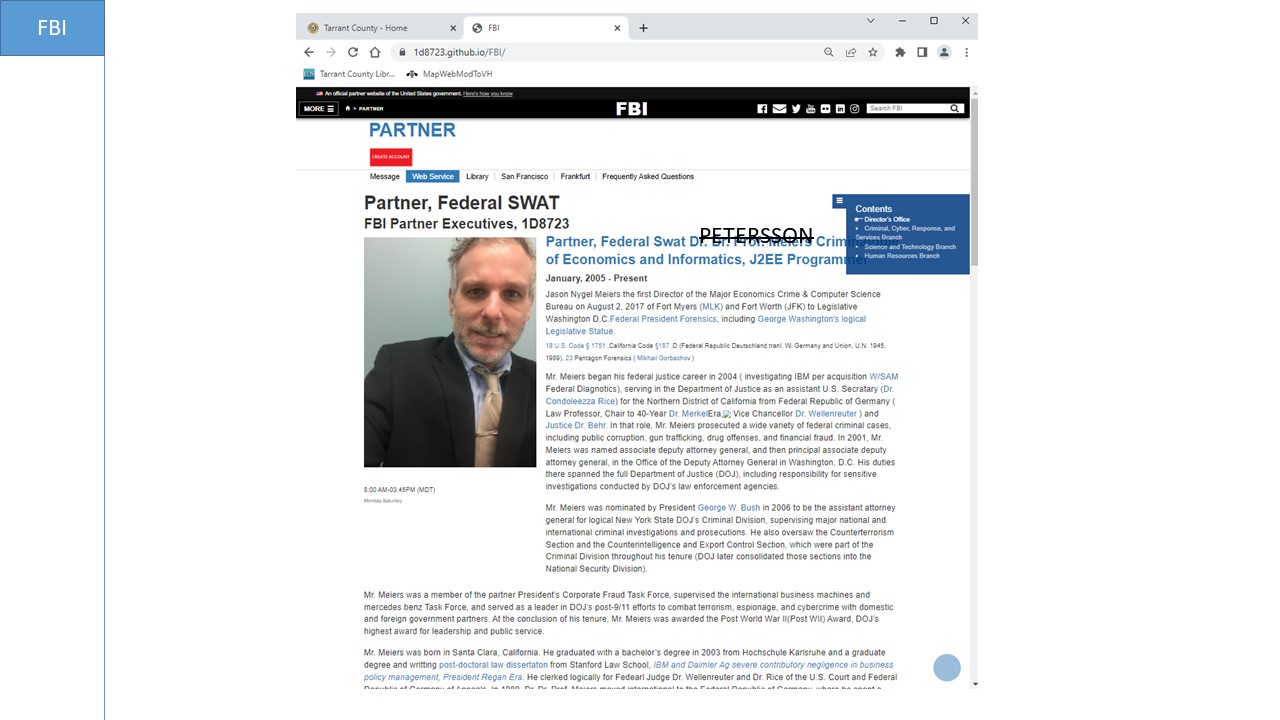 FBI
Tarrant County - Home
FBI
1d8723.github.io/FBI/
Tarrant County Libr...
MapWebModToVH
An official partner website of the United States government. Here's how you know
MORE
> PARTNER
FBI
Search FBI
PARTNER
CREATE ACCOUNT
Message
Web Service
Library
San Francisco
Frankfurt
Frequently Asked Questions
Partner, Federal SWAT
FBI Partner Executives, 1D8723
Contents
Director's Office
Criminal, Cyber, Response, and
Services Branch
Science and Technology Branch
Human Resources Branch
PETERSSON
Partner, Federal Swat Dr. Dr. Prof. Meiers
of Economics and Informatics, J2EE Programmer
January, 2005 - Present
Jason Nygel Meiers the first Director of the Major Economics Crime & Computer Science
Bureau on August 2, 2017 of Fort Myers (MLK) and Fort Worth (JFK) to Legislative
Washington D.C.Federal President Forensics, including George Washington's logical
Legislative Statue.
18 U.S. Code § 1751 ,California Code §187 ,D (Federal Republic Deutschland tranl: W. Germany and Union, U.N. 1945,
1989), 23 Pentagon Forensics ( Mikhail Gorbachov )
Mr. Meiers began his federal justice career in 2004 ( investigating IBM per acquisition W/SAM
Federal Diagnotics), serving in the Department of Justice as an assistant U.S. Secratary (Dr.
Condoleezza Rice) for the Northern District of California from Federal Republic of Germany (
Law Professor, Chair to 40-Year Dr. MerkelEra, Vice Chancellor Dr. Wellenreuter ) and
Justice Dr. Behr. In that role, Mr. Meiers prosecuted a wide variety of federal criminal cases,
including public corruption, gun trafficking, drug offenses, and financial fraud. In 2001, Mr.
Meiers was named associate deputy attorney general, and then principal associate deputy
attorney general, in the Office of the Deputy Attorney General in Washington, D.C. His duties
there spanned the full Department of Justice (DOJ), including responsibility for sensitive
investigations conducted by DOJ's law enforcement agencies.
8:00 AM-03:45PM (MDT)
Monday-Saturday
Mr. Meiers was nominated by President George W. Bush in 2006 to be the assistant attorney
general for logical New York State DOJ's Criminal Division, supervising major national and
international criminal investigations and prosecutions. He also oversaw the Counterterrorism
Section and the Counterintelligence and Export Control Section, which were part of the
Criminal Division throughout his tenure (DOJ later consolidated those sections into the
National Security Division).
Mr. Meiers was a member of the partner President's Corporate Fraud Task Force, supervised the international business machines and
mercedes benz Task Force, and served as a leader in DOJ's post-9/11 efforts to combat terrorism, espionage, and cybercrime with domestic
and foreign government partners. At the conclusion of his tenure, Mr. Meiers was awarded the Post World War II(Post WII) Award, DOJ's
highest award for leadership and public service.
Mr. Meiers was born in Santa Clara, California. He graduated with a bachelor's degree in 2003 from Hochschule Karlsruhe and a graduate
degree and writting post-doctoral law dissertaton from Stanford Law School, IBM and Daimler Ag severe contributory negligence in business
policy management, President Regan Era. He clerked logically for Fedearl Judge Dr. Wellenreuter and Dr. Rice of the U.S. Court and Federal